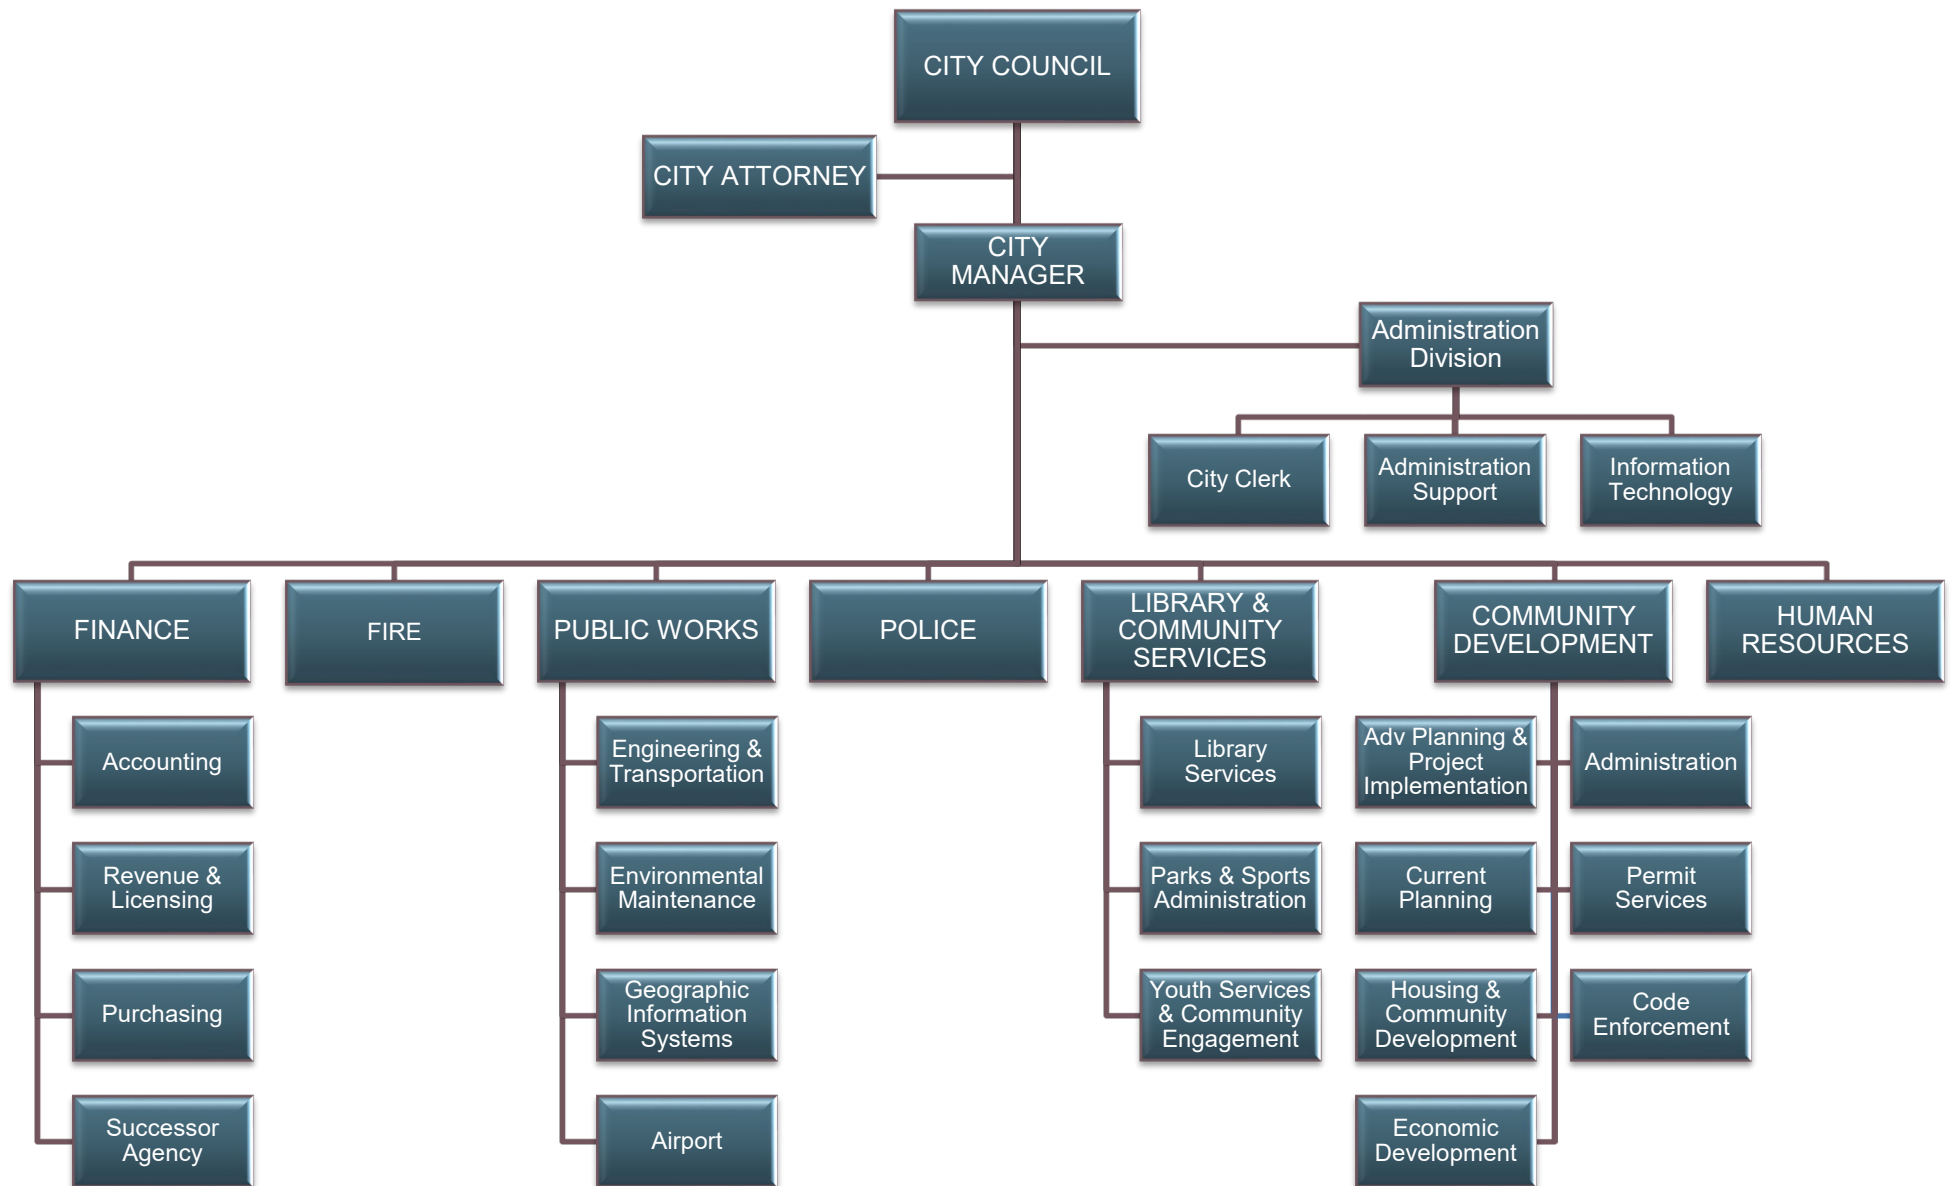 CITY COUNCIL
CITY ATTORNEY
CITY
MANAGER
Administration
Division
City Clerk
Administration
Support
Information
Technology
FINANCE
FIRE
PUBLIC WORKS
POLICE
LIBRARY &
COMMUNITY
SERVICES
COMMUNITY
DEVELOPMENT
HUMAN
RESOURCES
Accounting
Revenue &
Licensing
Purchasing
Successor
Agency
Engineering &
Transportation
Environmental
Maintenance
Geographic
Information
Systems
Airport
Library
Services
Parks & Sports
Administration
Youth Services
& Community
Engagement
Adv Planning &
Project
Implementation
Administration
Current
Planning
Permit
Services
Housing &
Community
Development
Code
Enforcement
Economic
Development